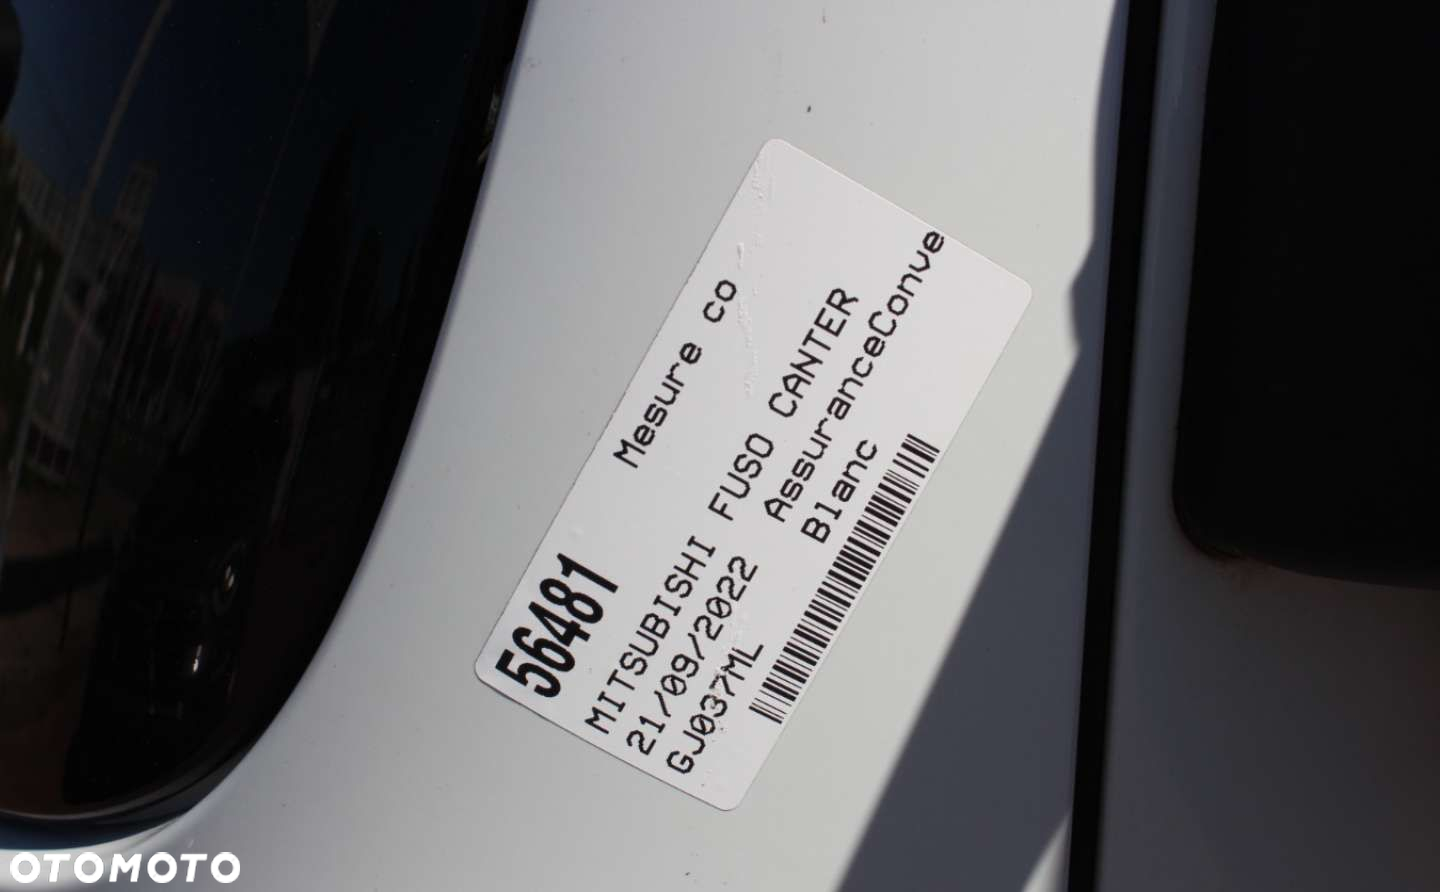 56481 Mesure co
MITSUBISHI FUSO CANTER
21/09/2022 AssuranceConve
GJ037ML Blanc
OTOMOTO